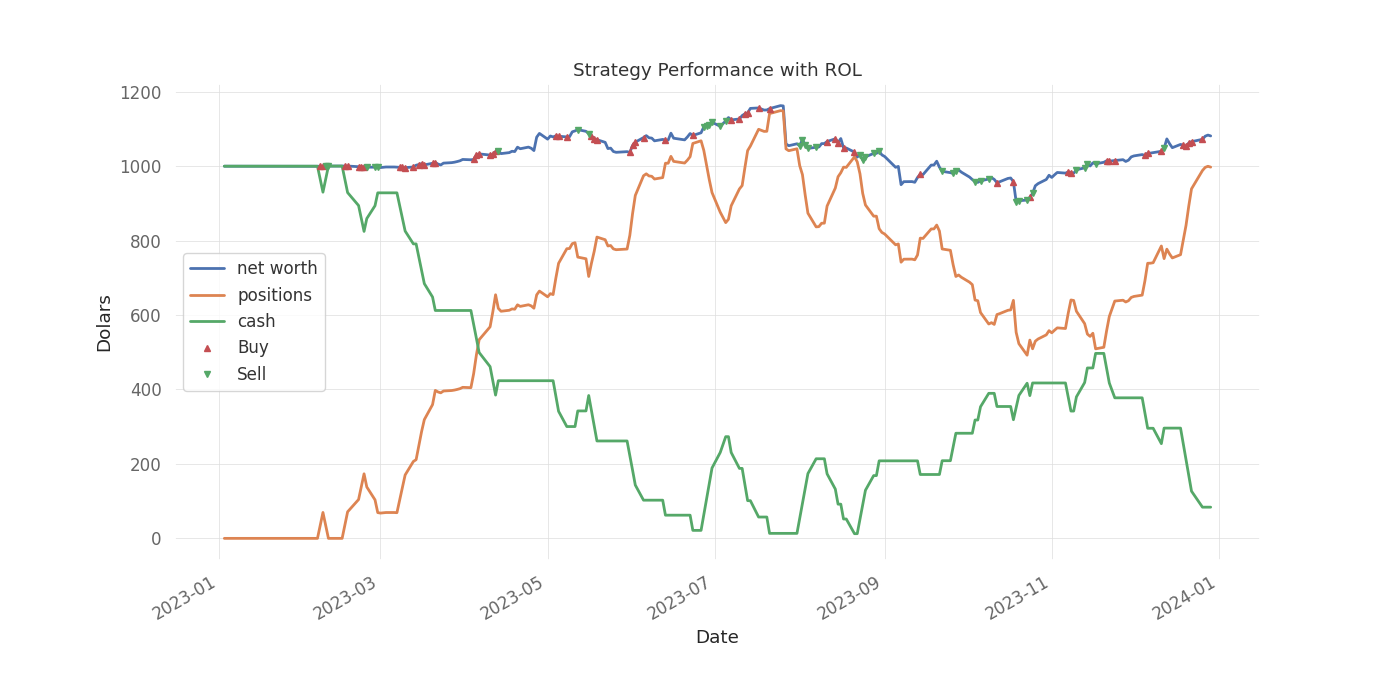 Strategy Performance with ROL
1200
1000
800
600
400
200
0
Dolars
net worth
positions
cash
Buy
Sell
2023-01
2023-03
2023-05
2023-07
2023-09
2023-11
2024-01
Date